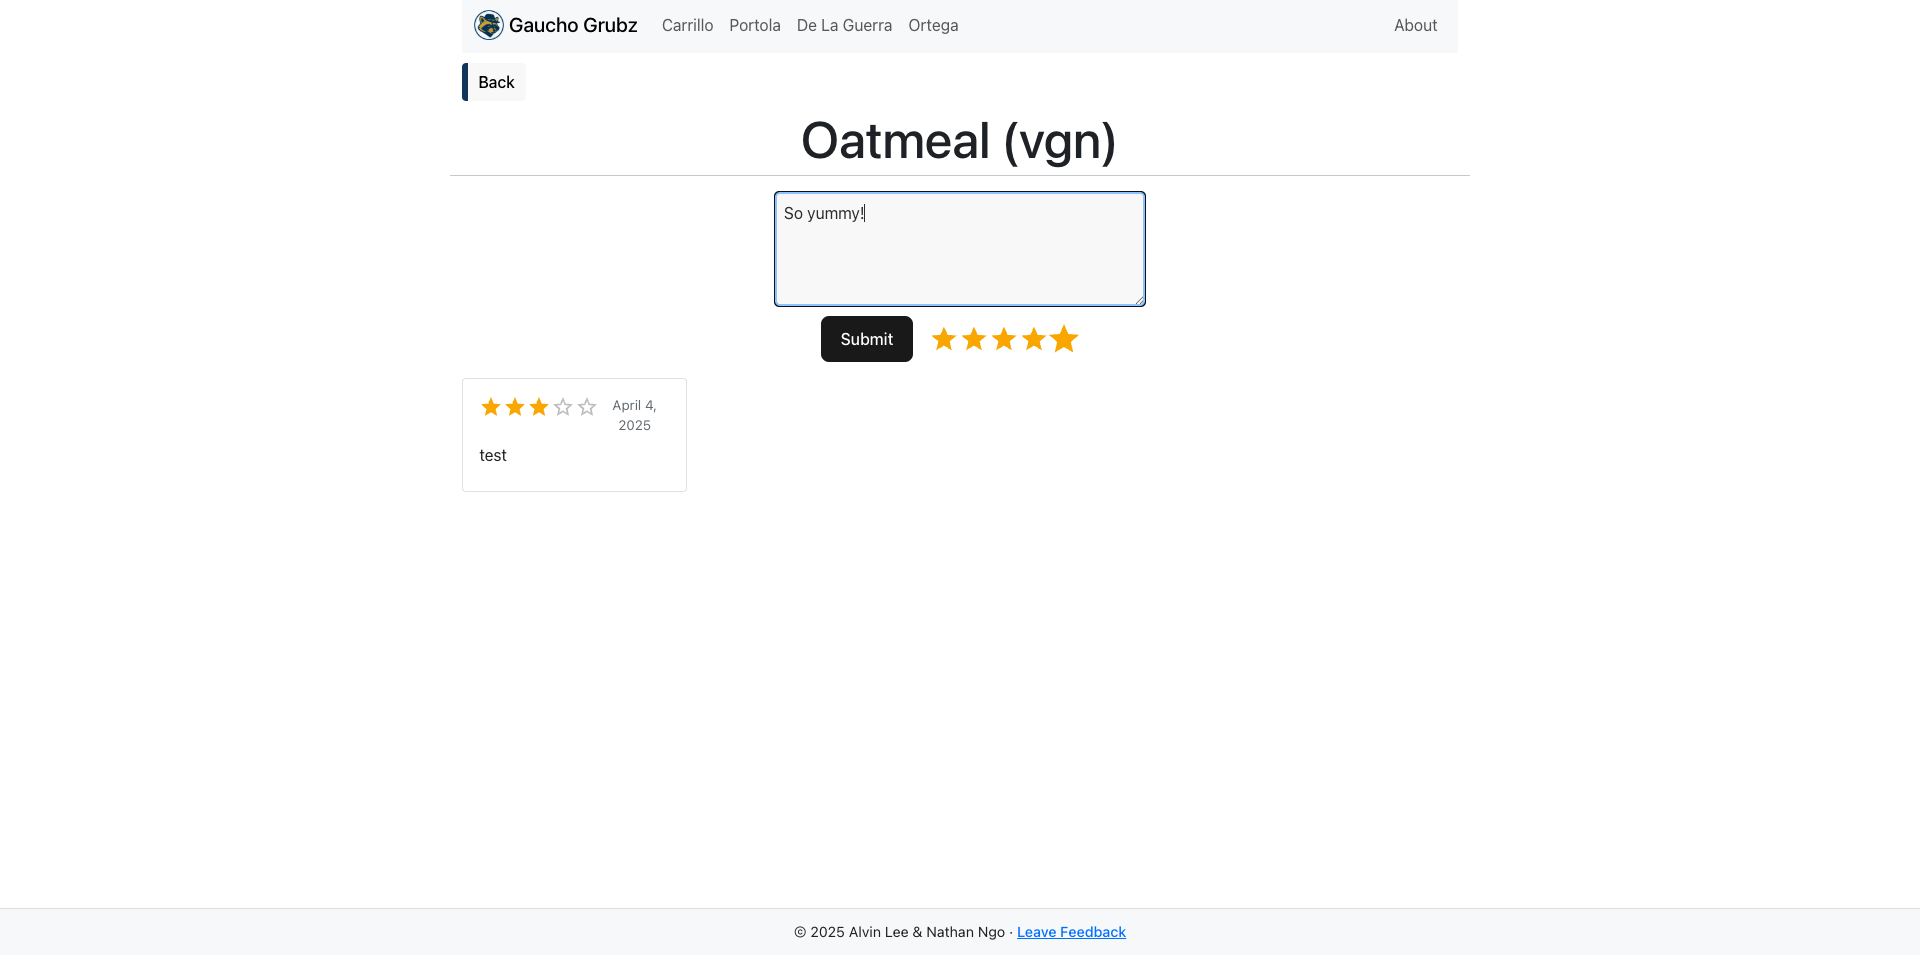 Gaucho Grubz Carrillo Portola De La Guerra Ortega About
Back
Oatmeal (vgn)
So yummy!
Submit
April 4,
2025
test
© 2025 Alvin Lee & Nathan Ngo · Leave Feedback